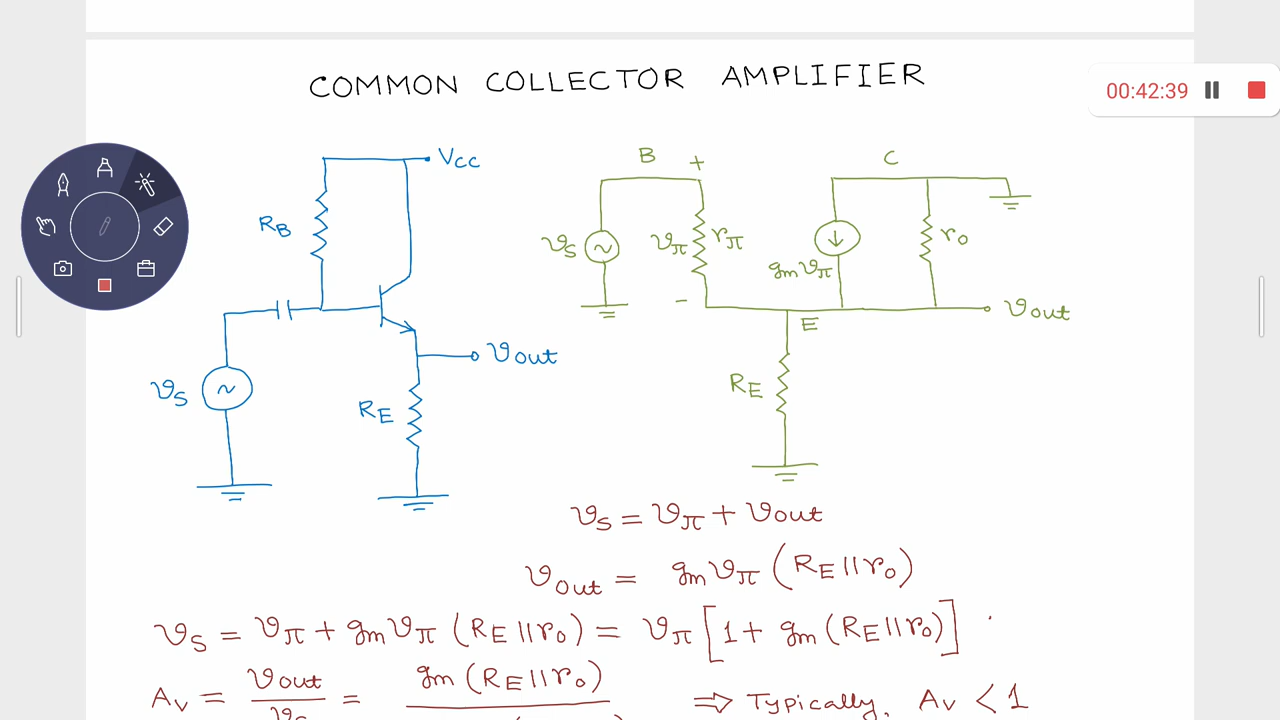 COMMON COLLECTOR AMPLIFIER
00:42:39
VCC
RB
vS
vout
RE
B
+
C
vS
vπ
rπ
gmvπ
ro
-
E
vout
RE
vS = vπ + vout
vout = gmvπ (RE || ro)
vS = vπ + gmvπ (RE || ro) = vπ [1 + gm (RE || ro)]
Av = vout / vs = gm (RE || ro) ⇒ Typically, Av < 1